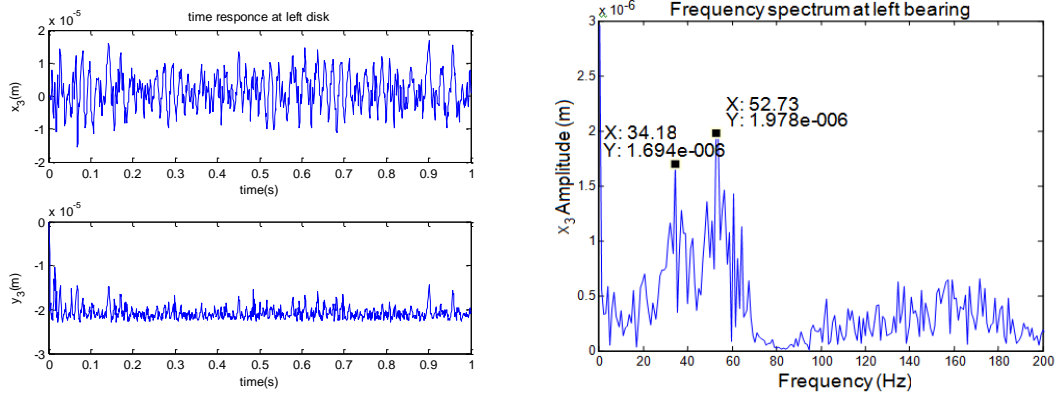 time responce at left disk
x 10^-5
2
1
0
-1
-2
x_3(m)
0 0.1 0.2 0.3 0.4 0.5 0.6 0.7 0.8 0.9 1
time(s)
x 10^-5
0
-1
-2
-3
y_3(m)
0 0.1 0.2 0.3 0.4 0.5 0.6 0.7 0.8 0.9 1
time(s)
x 10^-6
Frequency spectrum at left bearing
3
2.5
2
1.5
1
0.5
0
x_3 Amplitude (m)
X: 34.18
Y: 1.694e-006
X: 52.73
Y: 1.978e-006
0 20 40 60 80 100 120 140 160 180 200
Frequency (Hz)